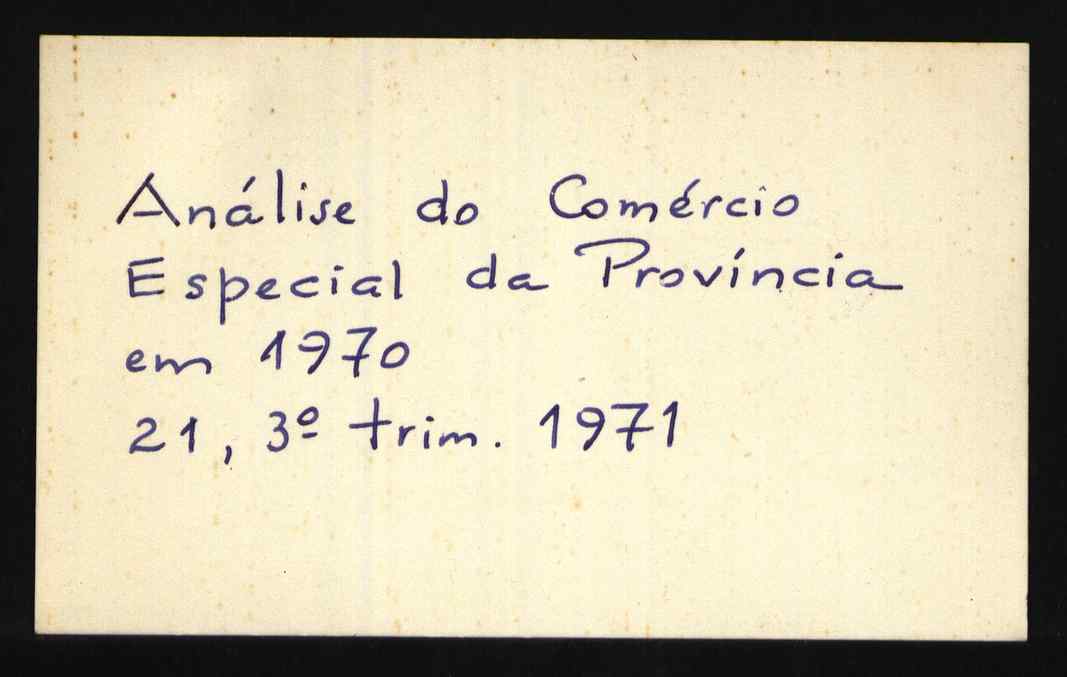 Análise do Comércio
Especial da Província
em 1970
21, 3º trim. 1971